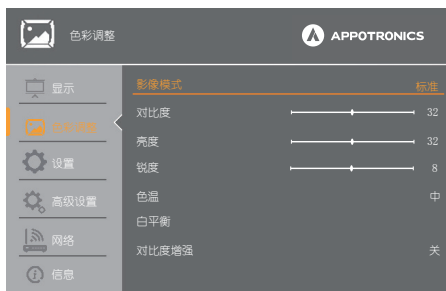 色彩调整
APPOTRONICS
显示
色彩调整
设置
高级设置
网络
信息
影像模式 标准
对比度 32
亮度 32
锐度 8
色温 中
白平衡
对比度增强 关